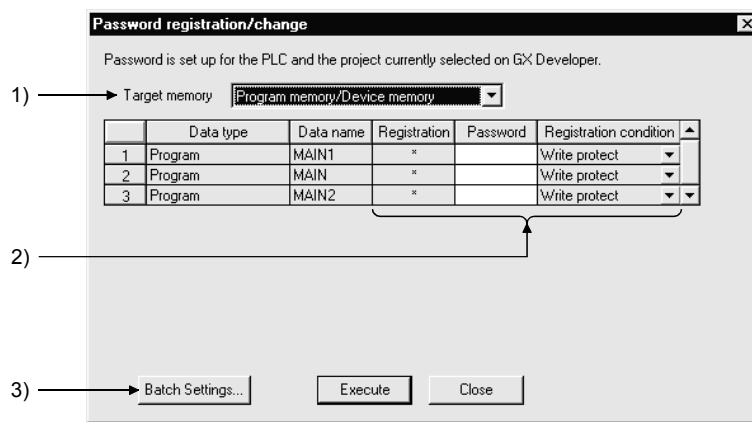 Password registration/change
Password is set up for the PLC and the project currently selected on GX Developer.
1) Target memory Program memory/Device memory
Data type Data name Registration Password Registration condition
1 Program MAIN1 * Write protect
2 Program MAIN * Write protect
3 Program MAIN2 * Write protect
2)
3) Batch Settings... Execute Close